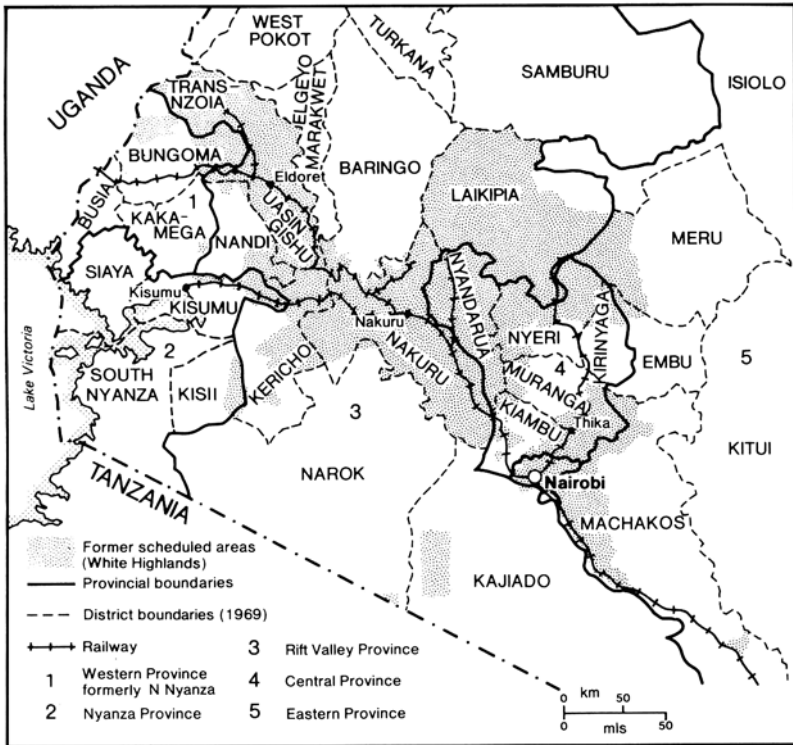 WEST
POKOT
TURKANA
SAMBURU
ISIOLO
UGANDA
TRANS-
NZOIA
ELGEYO
MARAKWET
BUNGOMA
BARINGO
Eldoret
LAIKIPIA
BUSIA
1
KAKA-
MEGA
UASIN
GISHU
NANDI
MERU
SIAYA
NYANDARUA
Kisumu
KISUMU
Nakuru
NAKURU
NYERI
KIRINYAGA
EMBU
5
Lake Victoria
2
SOUTH
NYANZA
KISII
KERICHO
3
4
MURANGA
KIAMBU
Thika
KITUI
NAROK
Nairobi
TANZANIA
MACHAKOS
KAJIADO
Former scheduled areas
(White Highlands)
Provincial boundaries
District boundaries (1969)
Railway
1 Western Province
formerly N Nyanza
2 Nyanza Province
3 Rift Valley Province
4 Central Province
5 Eastern Province
km
0 50
0 50
mls